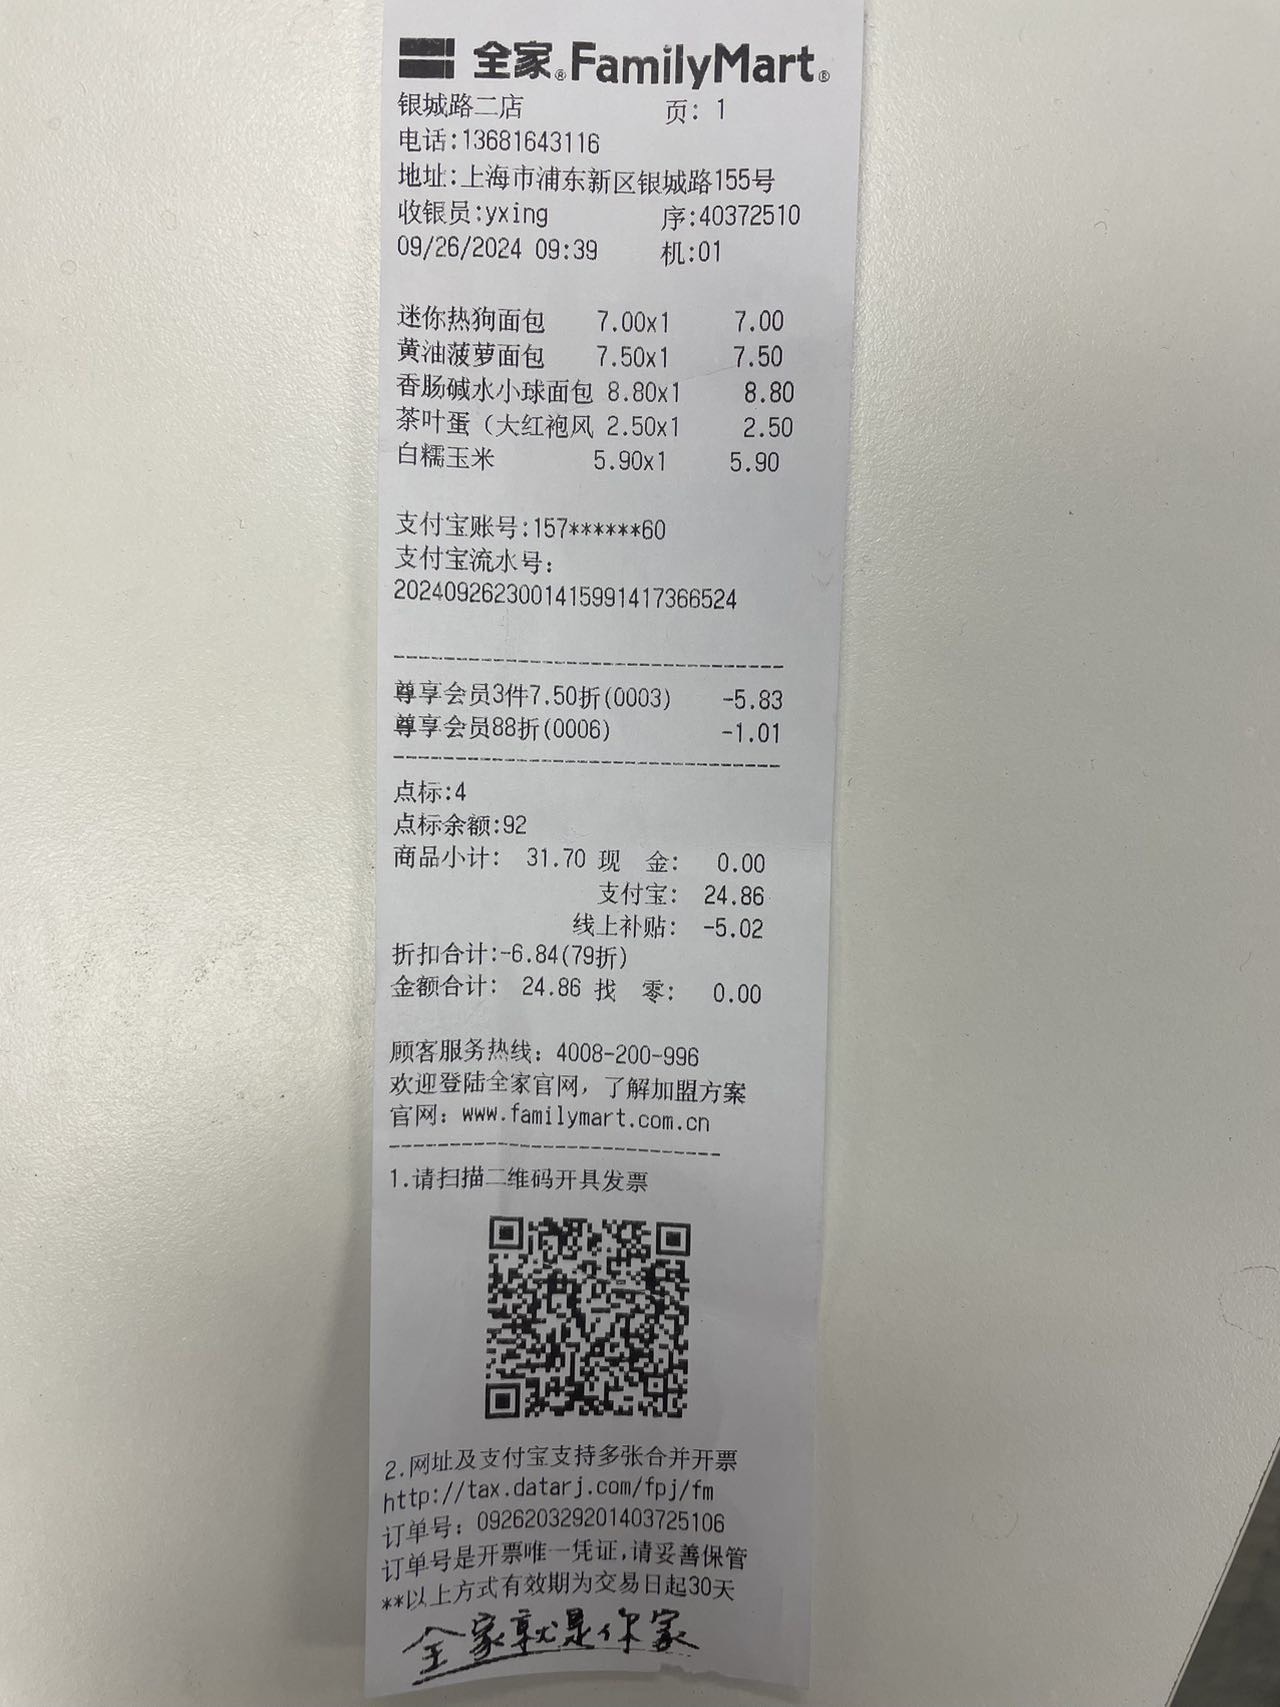 全家® FamilyMart®
银城路二店 页: 1
电话:13681643116
地址:上海市浦东新区银城路155号
收银员:yxing 序:40372510
09/26/2024 09:39 机:01
迷你热狗面包 7.00x1 7.00
黄油菠萝面包 7.50x1 7.50
香肠碱水小球面包 8.80x1 8.80
茶叶蛋（大红袍风 2.50x1 2.50
白糯玉米 5.90x1 5.90
支付宝账号:157******60
支付宝流水号:
2024092623001415991417366524
--------------------------------
尊享会员3件7.50折(0003) -5.83
尊享会员88折(0006) -1.01
--------------------------------
点标:4
点标余额:92
商品小计: 31.70 现 金: 0.00
支付宝: 24.86
线上补贴: -5.02
折扣合计:-6.84(79折)
金额合计: 24.86 找 零: 0.00
顾客服务热线: 4008-200-996
欢迎登陆全家官网,了解加盟方案
官网: www.familymart.com.cn
--------------------------------
1.请扫描二维码开具发票
2.网址及支付宝支持多张合并开票
http://tax.datarj.com/fpj/fm
订单号: 092620329201403725106
订单号是开票唯一凭证,请妥善保管
**以上方式有效期为交易日起30天
全家就是你家